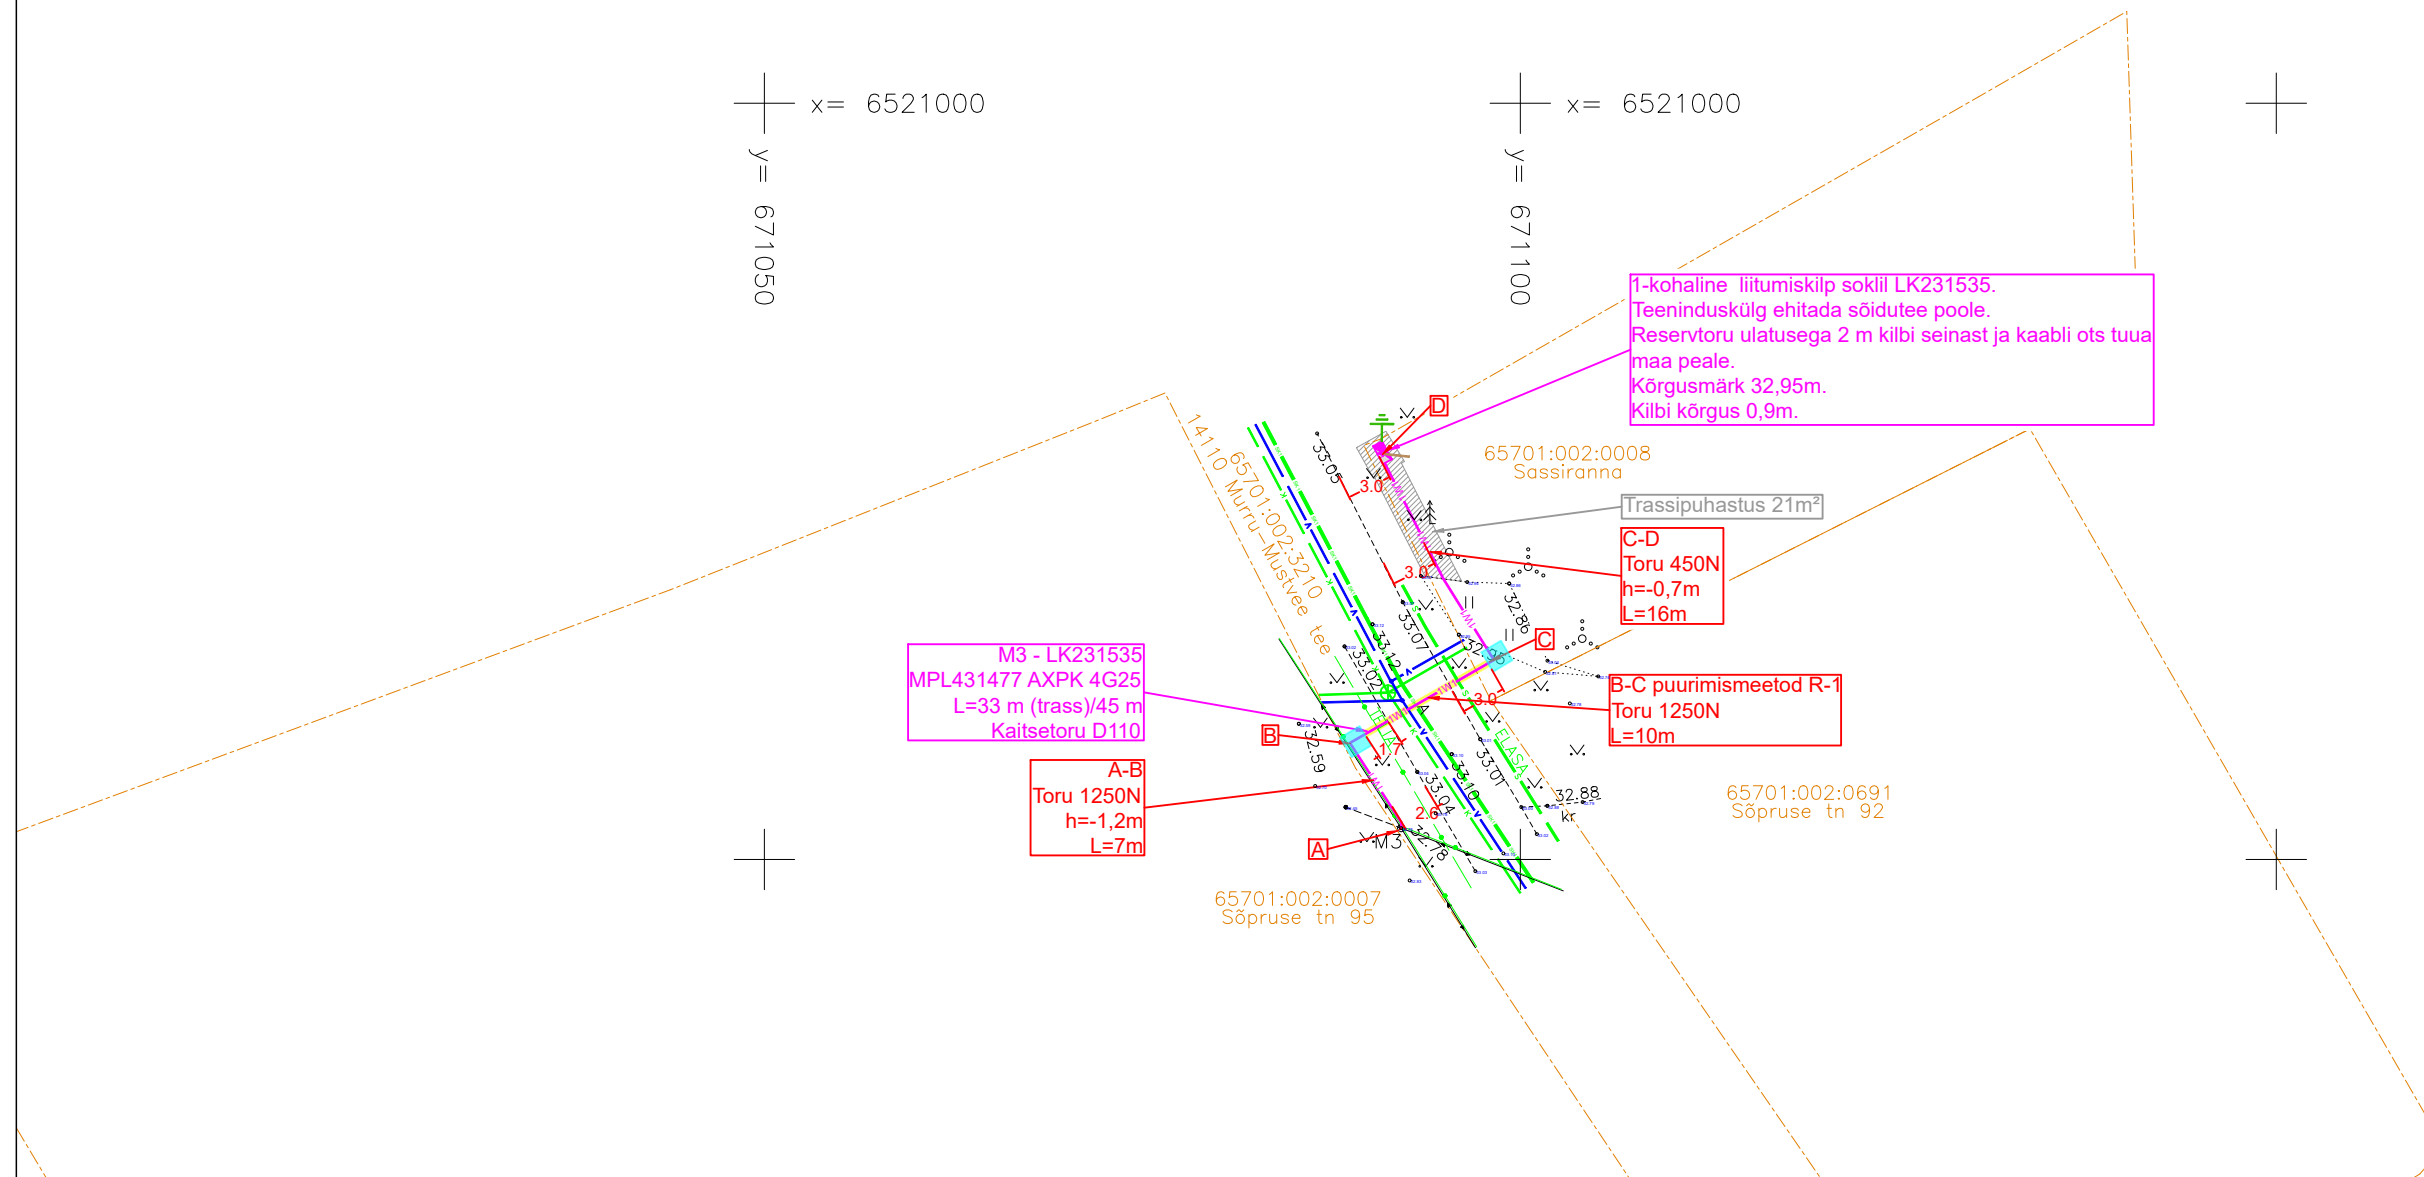 x= 6521000
x= 6521000
y= 671050
y= 671100
1-kohaline liitumiskilp soklil LK231535.
Teeninduskülg ehitada sõidutee poole.
Reservtoru ulatusega 2 m kilbi seinast ja kaabli ots tuua
maa peale.
Kõrgusmärk 32,95m.
Kilbi kõrgus 0,9m.
D
65701:002:0008
Sassiranna
65701:002:3210
14110 Murru-Mustvee tee
33.05
3.0
Trassipuhastus 21m²
C-D
Toru 450N
h=-0,7m
L=16m
3.0
33.07
32.86
33.12
33.02
32.95
C
M3 - LK231535
MPL431477 AXPK 4G25
L=33 m (trass)/45 m
Kaitsetoru D110
B-C puurimismeetod R-1
Toru 1250N
L=10m
3.0
B
32.59
TELIA
1.7
ELASA
33.01
33.10
33.04
A-B
Toru 1250N
h=-1,2m
L=7m
2.6
32.88
kr
65701:002:0691
Sõpruse tn 92
A
M3
32.78
65701:002:0007
Sõpruse tn 95